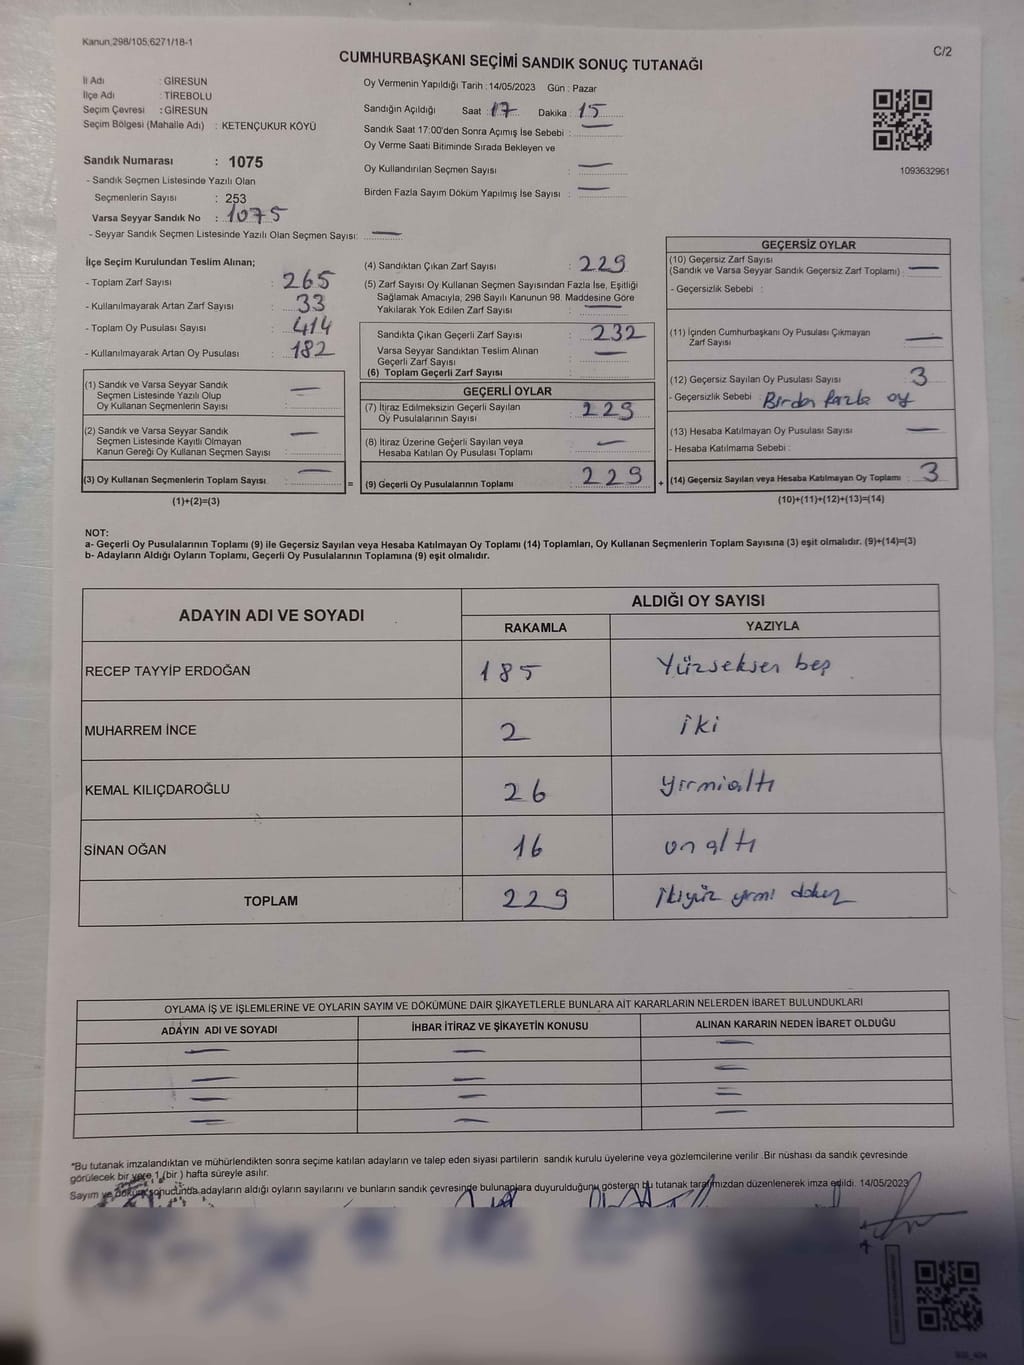 Kanun,298/105,6271/18-1
C/2
CUMHURBAŞKANI SEÇİMİ SANDIK SONUÇ TUTANAĞI
İl Adı : GİRESUN
İlçe Adı : TİREBOLU
Seçim Çevresi : GİRESUN
Seçim Bölgesi (Mahalle Adı) : KETENÇUKUR KÖYÜ
Sandık Numarası : 1075
- Sandık Seçmen Listesinde Yazılı Olan
Seçmenlerin Sayısı : 253
Varsa Seyyar Sandık No : 1075
- Seyyar Sandık Seçmen Listesinde Yazılı Olan Seçmen Sayısı: —
Oy Vermenin Yapıldığı Tarih : 14/05/2023 Gün : Pazar
Sandığın Açıldığı Saat : 17 Dakika : 15
Sandık Saat 17:00'den Sonra Açımış İse Sebebi : —
Oy Verme Saati Bitiminde Sırada Bekleyen ve
Oy Kullandırılan Seçmen Sayısı : —
Birden Fazla Sayım Döküm Yapılmış İse Sayısı : —
1093632961
İlçe Seçim Kurulundan Teslim Alınan;
- Toplam Zarf Sayısı : 265
- Kullanılmayarak Artan Zarf Sayısı : 33
- Toplam Oy Pusulası Sayısı : 414
- Kullanılmayarak Artan Oy Pusulası : 182
(1) Sandık ve Varsa Seyyar Sandık
Seçmen Listesinde Yazılı Olup
Oy Kullanan Seçmenlerin Sayısı : —
(2) Sandık ve Varsa Seyyar Sandık
Seçmen Listesinde Kayıtlı Olmayan
Kanun Gereği Oy Kullanan Seçmen Sayısı : —
(3) Oy Kullanan Seçmenlerin Toplam Sayısı : —
(1)+(2)=(3)
(4) Sandıktan Çıkan Zarf Sayısı : 229
(5) Zarf Sayısı Oy Kullanan Seçmen Sayısından Fazla İse, Eşitliği
Sağlamak Amacıyla, 298 Sayılı Kanunun 98. Maddesine Göre
Yakılarak Yok Edilen Zarf Sayısı : —
Sandıkta Çıkan Geçerli Zarf Sayısı : 232
Varsa Seyyar Sandıktan Teslim Alınan
Geçerli Zarf Sayısı : —
(6) Toplam Geçerli Zarf Sayısı
GEÇERLİ OYLAR
(7) İtiraz Edilmeksizin Geçerli Sayılan
Oy Pusulalarının Sayısı : 229
(8) İtiraz Üzerine Geçerli Sayılan veya
Hesaba Katılan Oy Pusulası Toplamı : —
= (9) Geçerli Oy Pusulalarının Toplamı : 229
GEÇERSİZ OYLAR
(10) Geçersiz Zarf Sayısı
(Sandık ve Varsa Seyyar Sandık Geçersiz Zarf Toplamı) : —
- Geçersizlik Sebebi :
(11) İçinden Cumhurbaşkanı Oy Pusulası Çıkmayan
Zarf Sayısı : —
(12) Geçersiz Sayılan Oy Pusulası Sayısı : 3
- Geçersizlik Sebebi : Birden fazla oy
(13) Hesaba Katılmayan Oy Pusulası Sayısı : —
- Hesaba Katılmama Sebebi :
+ (14) Geçersiz Sayılan veya Hesaba Katılmayan Oy Toplamı : 3
(10)+(11)+(12)+(13)=(14)
NOT:
a- Geçerli Oy Pusulalarının Toplamı (9) ile Geçersiz Sayılan veya Hesaba Katılmayan Oy Toplamı (14) Toplamları, Oy Kullanan Seçmenlerin Toplam Sayısına (3) eşit olmalıdır. (9)+(14)=(3)
b- Adayların Aldığı Oyların Toplamı, Geçerli Oy Pusulalarının Toplamına (9) eşit olmalıdır.
ADAYIN ADI VE SOYADI ALDIĞI OY SAYISI
RAKAMLA YAZIYLA
RECEP TAYYİP ERDOĞAN 185 Yüzseksen beş
MUHARREM İNCE 2 iki
KEMAL KILIÇDAROĞLU 26 yirmialtı
SİNAN OĞAN 16 on altı
TOPLAM 229 ikiyüz yirmi dokuz
OYLAMA İŞ VE İŞLEMLERİNE VE OYLARIN SAYIM VE DÖKÜMÜNE DAİR ŞİKAYETLERLE BUNLARA AİT KARARLARIN NELERDEN İBARET BULUNDUKLARI
ADAYIN ADI VE SOYADI İHBAR İTİRAZ VE ŞİKAYETİN KONUSU ALINAN KARARIN NEDEN İBARET OLDUĞU
— — —
— — —
— — —
— — —
*Bu tutanak imzalandıktan ve mühürlendikten sonra seçime katılan adayların ve talep eden siyasi partilerin sandık kurulu üyelerine veya gözlemcilerine verilir .Bir nüshası da sandık çevresinde
görülecek bir yere 1 (bir ) hafta süreyle asılır.
Sayım ve döküm sonucunda adayların aldığı oyların sayılarını ve bunların sandık çevresinde bulunanlara duyurulduğunu gösteren bu tutanak tarafımızdan düzenlenerek imza edildi. 14/05/2023